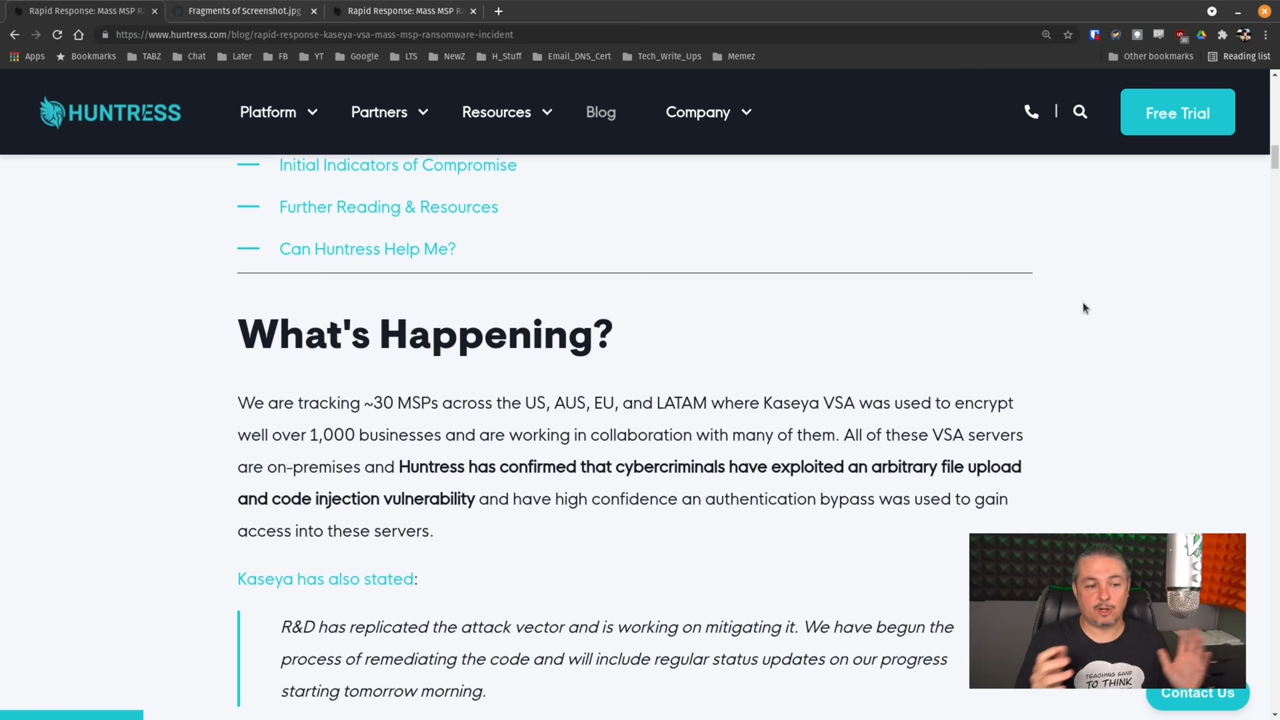 Rapid Response: Mass MSP R
Fragments of Screenshot.jpg
Rapid Response: Mass MSP R
https://www.huntress.com/blog/rapid-response-kaseya-vsa-mass-msp-ransomware-incident
Apps
Bookmarks
TABZ
Chat
Later
FB
YT
Google
LTS
NewZ
H_Stuff
Email_DNS_Cert
Tech_Write_Ups
Memez
Other bookmarks
Reading list
HUNTRESS
Platform
Partners
Resources
Blog
Company
Free Trial
Initial Indicators of Compromise
Further Reading & Resources
Can Huntress Help Me?
What's Happening?
We are tracking ~30 MSPs across the US, AUS, EU, and LATAM where Kaseya VSA was used to encrypt
well over 1,000 businesses and are working in collaboration with many of them. All of these VSA servers
are on-premises and Huntress has confirmed that cybercriminals have exploited an arbitrary file upload
and code injection vulnerability and have high confidence an authentication bypass was used to gain
access into these servers.
Kaseya has also stated:
R&D has replicated the attack vector and is working on mitigating it. We have begun the
process of remediating the code and will include regular status updates on our progress
starting tomorrow morning.
TO THINK
Contact Us